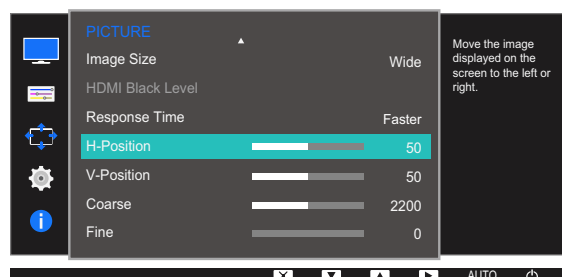 PICTURE
Image Size Wide
HDMI Black Level
Response Time Faster
H-Position 50
V-Position 50
Coarse 2200
Fine 0
Move the image
displayed on the
screen to the left or
right.
AUTO